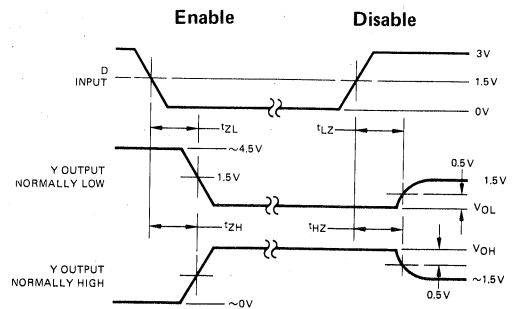 Enable Disable
3V
D
INPUT
1.5V
0V
tZL tLZ
~4.5V
0.5V
Y OUTPUT
NORMALLY LOW
1.5V 1.5V
VOL
tZH tHZ
VOH
Y OUTPUT
NORMALLY HIGH
~1.5V
0.5V
~0V